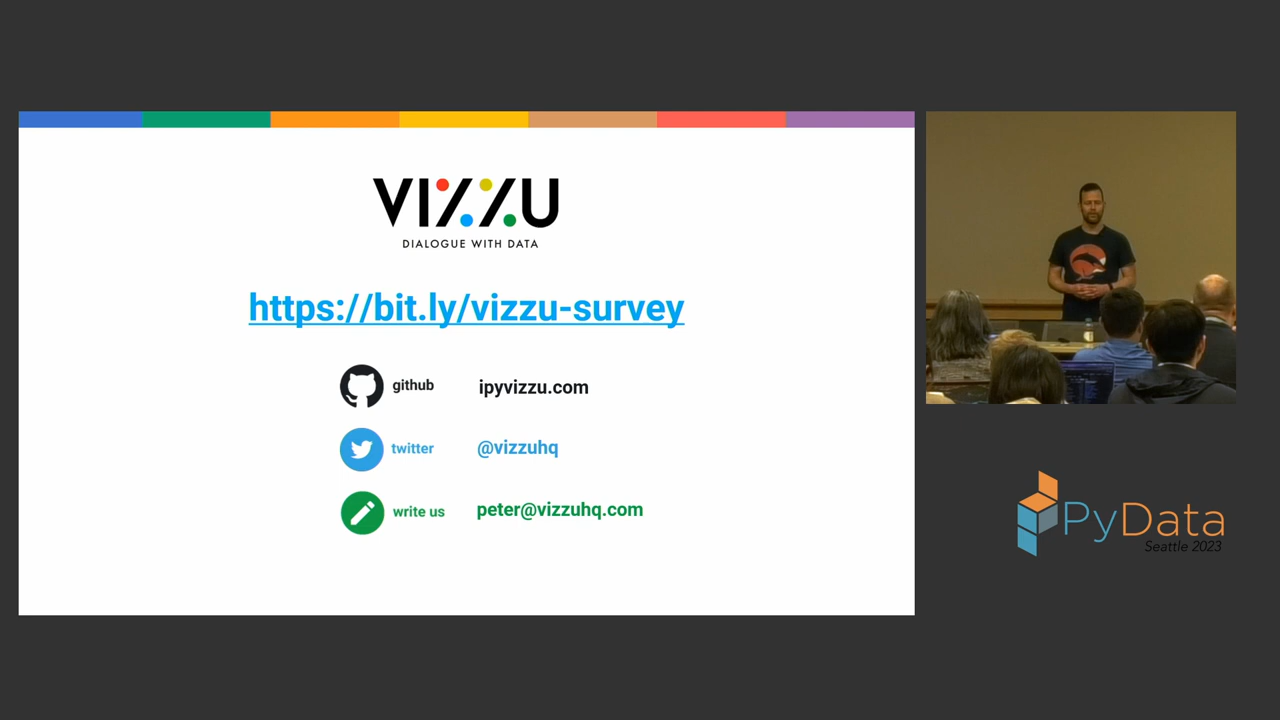 VIZZU
DIALOGUE WITH DATA
https://bit.ly/vizzu-survey
github ipyvizzu.com
twitter @vizzuhq
write us peter@vizzuhq.com
PyData
Seattle 2023